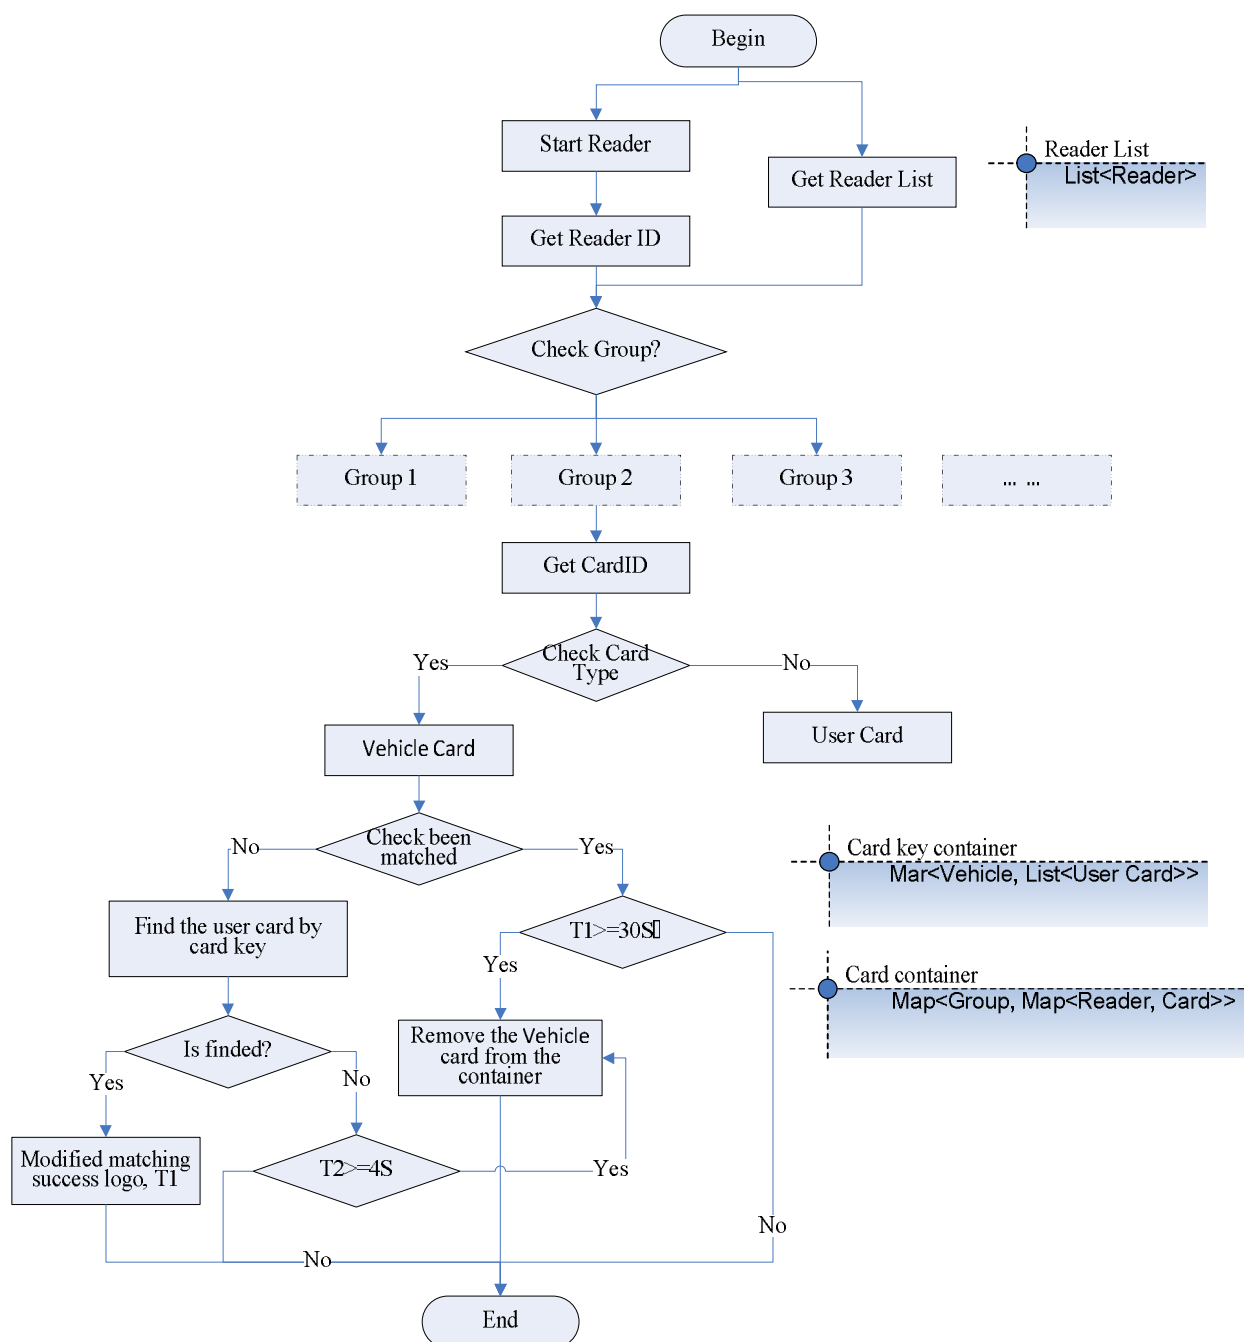 Begin
Start Reader
Reader List
List<Reader>
Get Reader List
Get Reader ID
Check Group?
Group 1
Group 2
Group 3
... ...
Get CardID
Check Card
Type
Yes
No
Vehicle Card
User Card
Check been
matched
No
Yes
Card key container
Mar<Vehicle, List<User Card>>
Find the user card by
card key
T1>=30S
Yes
Card container
Map<Group, Map<Reader, Card>>
Is finded?
Remove the Vehicle
card from the
container
Yes
No
Modified matching
success logo, T1
T2>=4S
Yes
No
No
End